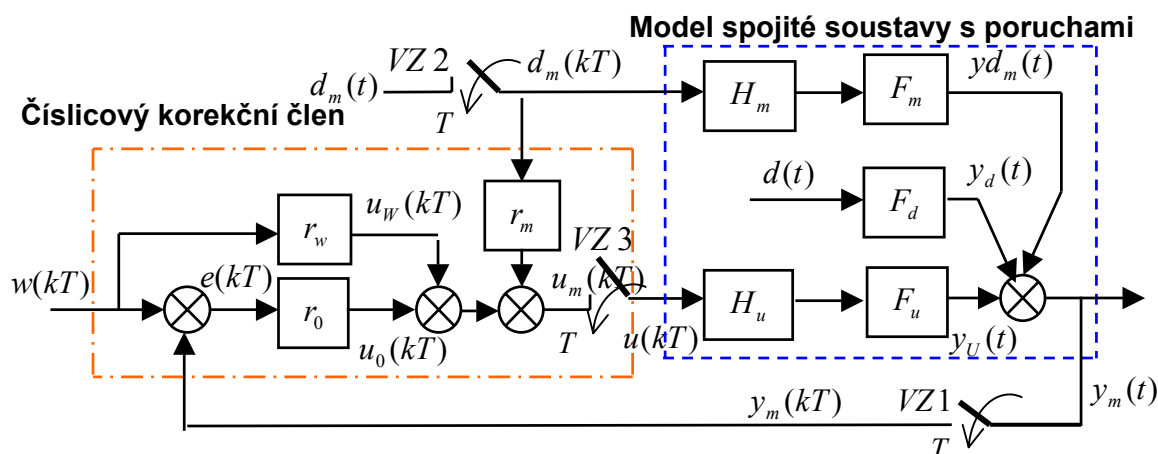 Model spojité soustavy s poruchami
d_m(t)
VZ 2
T
d_m(kT)
H_m
F_m
yd_m(t)
Číslicový korekční člen
d(t)
F_d
y_d(t)
r_w
u_W(kT)
r_m
VZ 3
w(kT)
e(kT)
r_0
u_0(kT)
u_m(kT)
T
u(kT)
H_u
F_u
y_U(t)
y_m(kT)
VZ1
T
y_m(t)